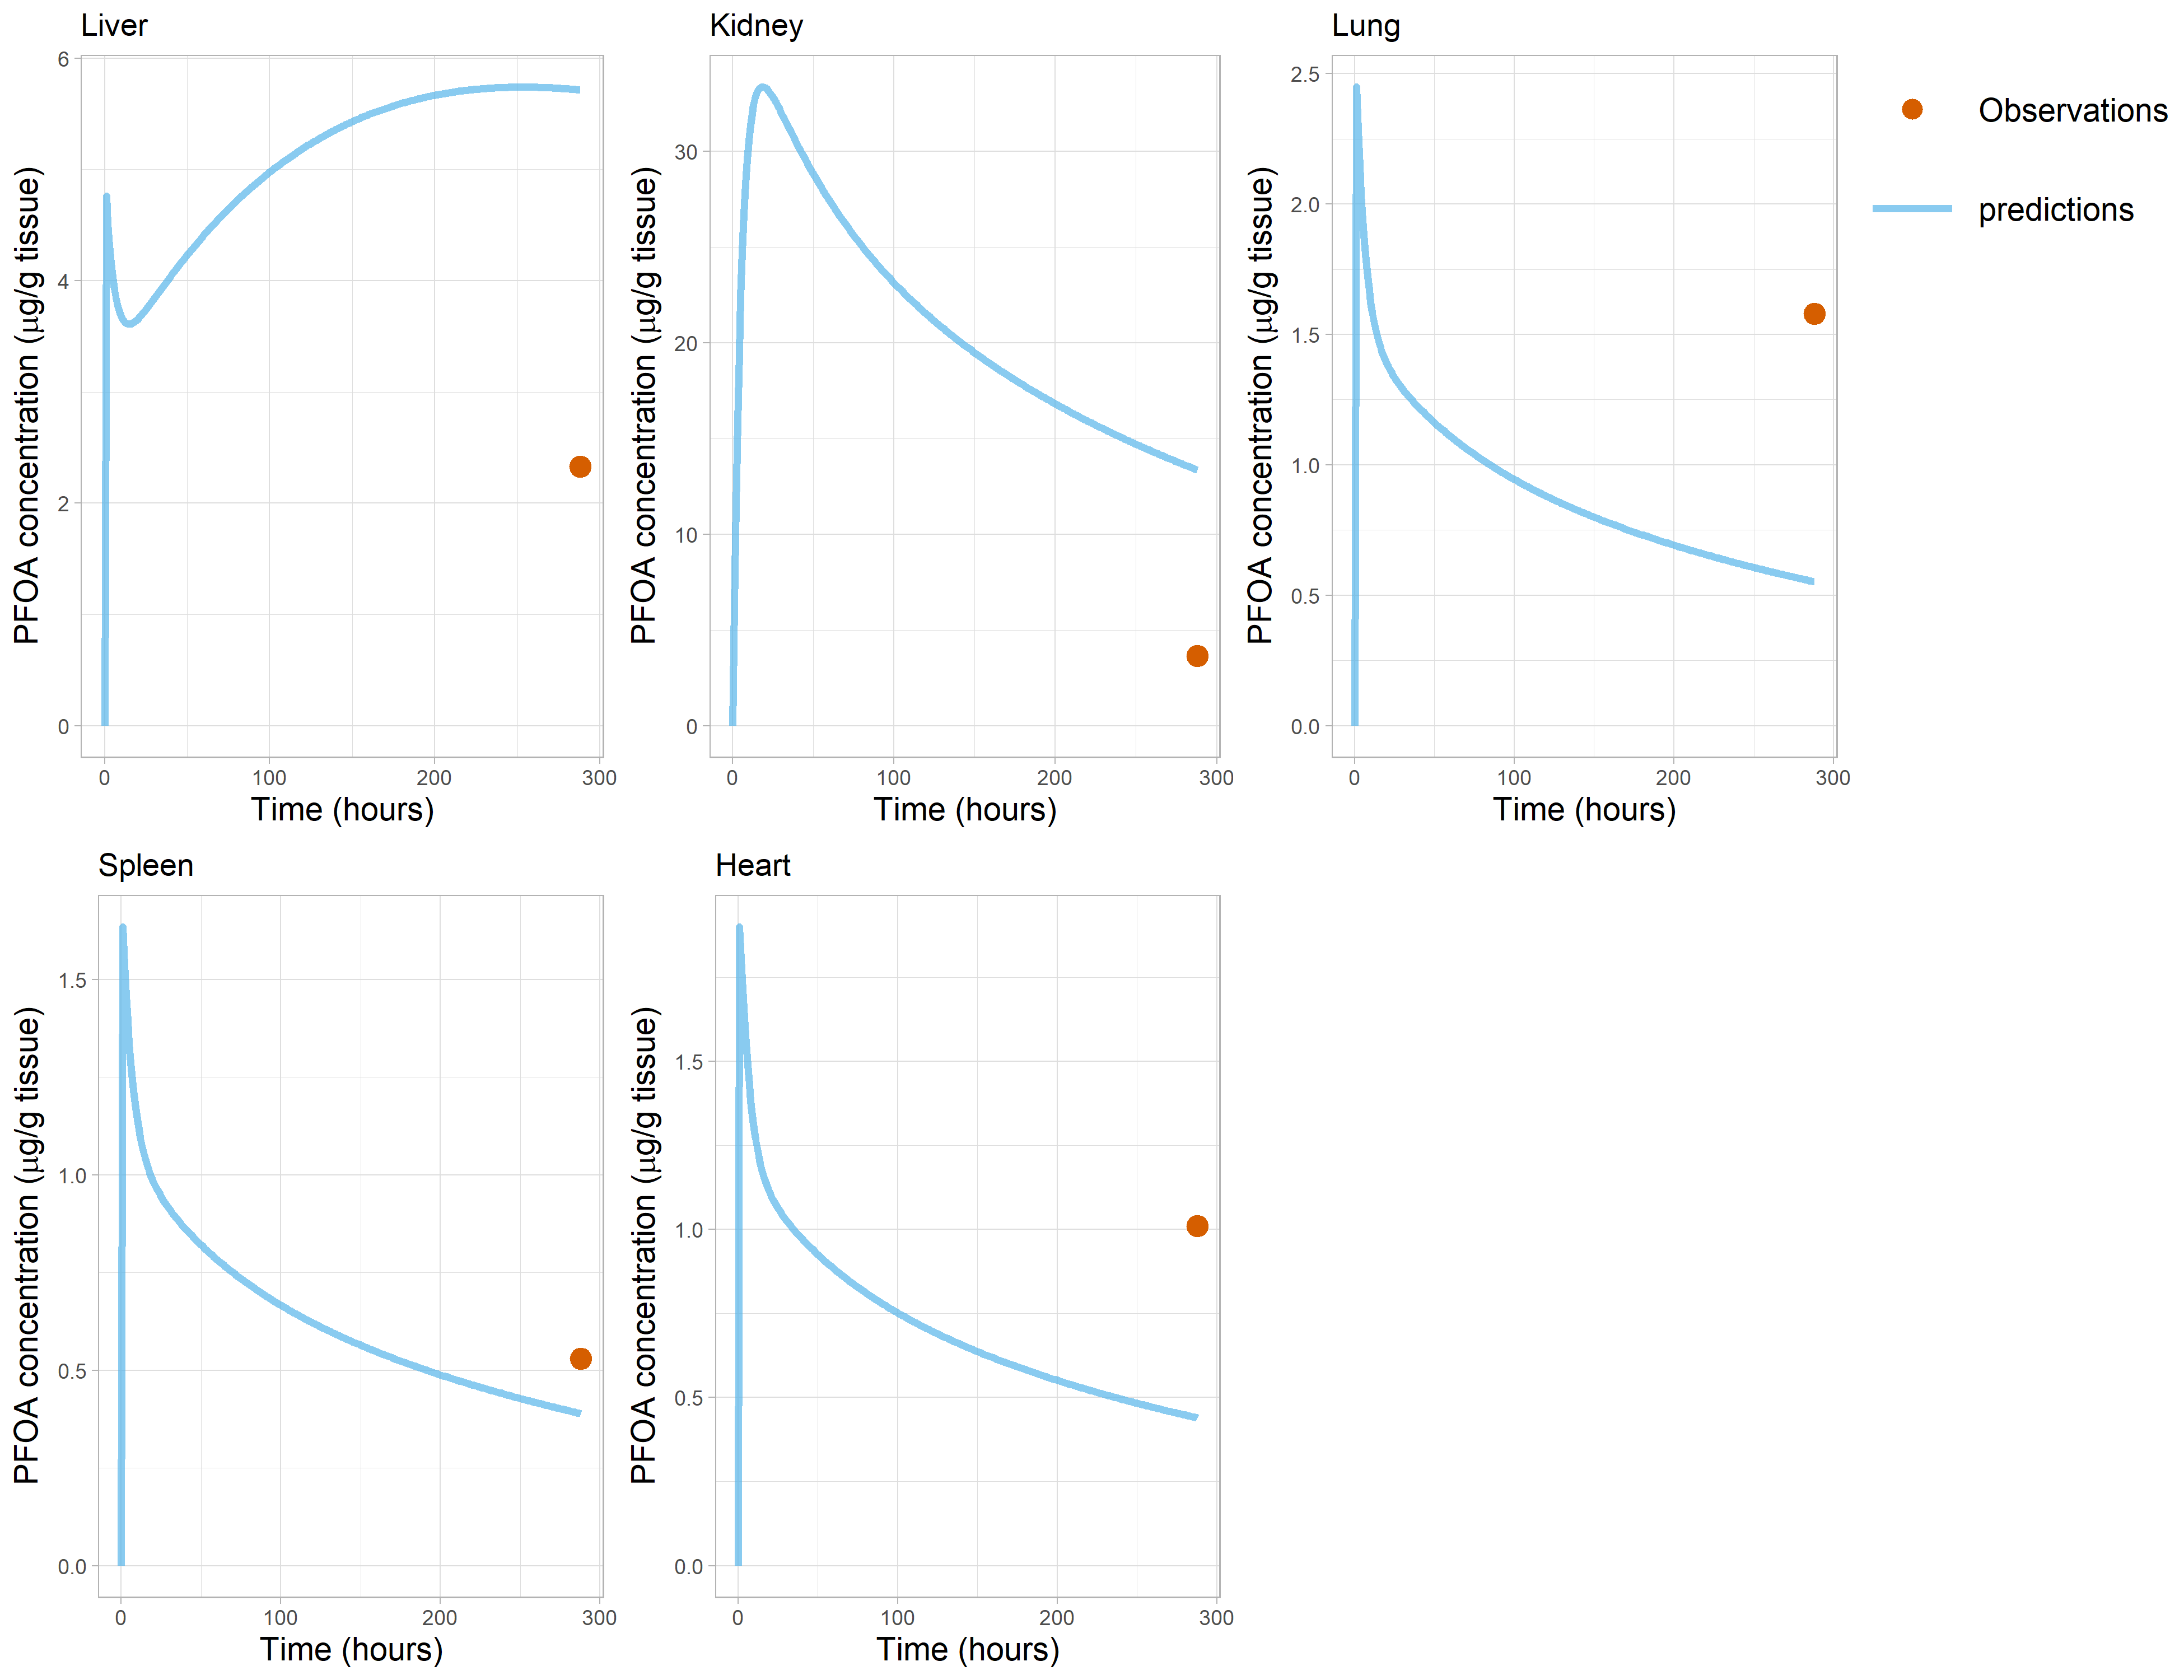 Liver
PFOA concentration (μg/g tissue)
6
4
2
0
0 100 200 300
Time (hours)
Kidney
PFOA concentration (μg/g tissue)
30
20
10
0
0 100 200 300
Time (hours)
Lung
PFOA concentration (μg/g tissue)
2.5
2.0
1.5
1.0
0.5
0.0
0 100 200 300
Time (hours)
Observations
predictions
Spleen
PFOA concentration (μg/g tissue)
1.5
1.0
0.5
0.0
0 100 200 300
Time (hours)
Heart
PFOA concentration (μg/g tissue)
1.5
1.0
0.5
0.0
0 100 200 300
Time (hours)